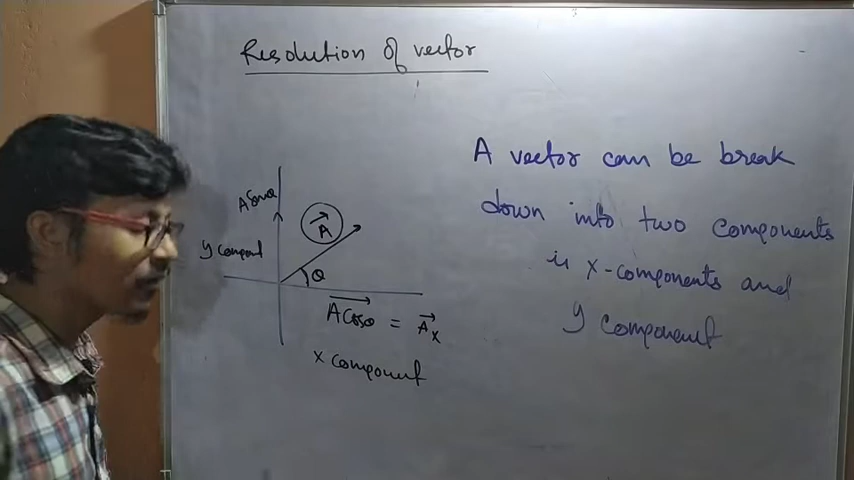 Resolution of vector
A vector can be break
down into two components
is x-components and
y component
A sinθ
y compont
A
θ
A cosθ = Ax
x component